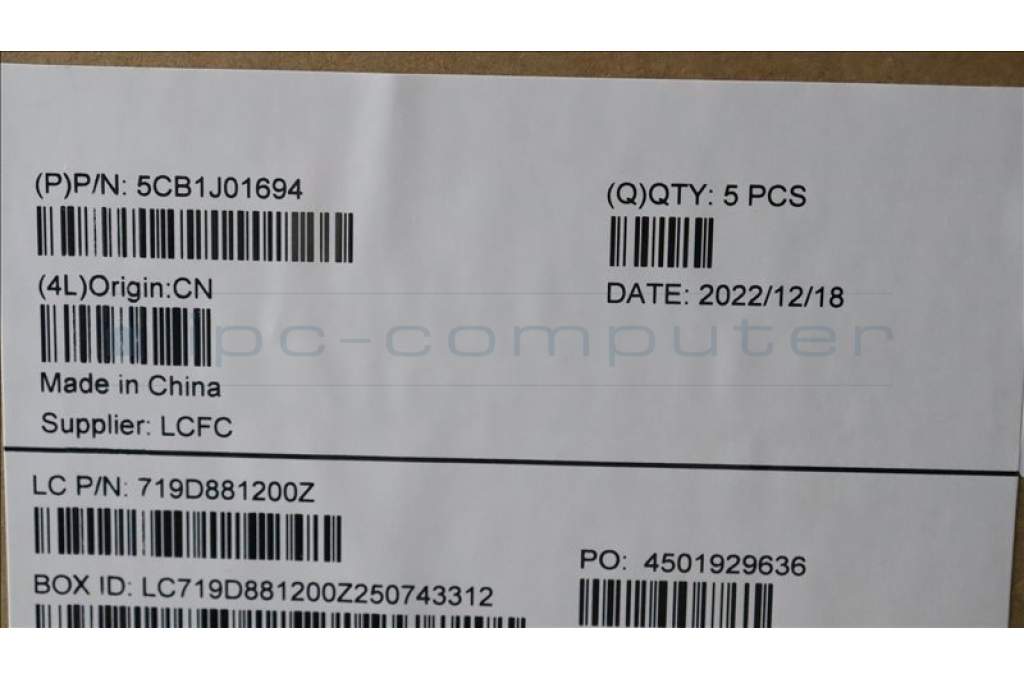 (P)P/N: 5CB1J01694
(Q)QTY: 5 PCS
(4L)Origin:CN
DATE: 2022/12/18
ipc-computer
Made in China
Supplier: LCFC
LC P/N: 719D881200Z
PO: 4501929636
BOX ID: LC719D881200Z250743312